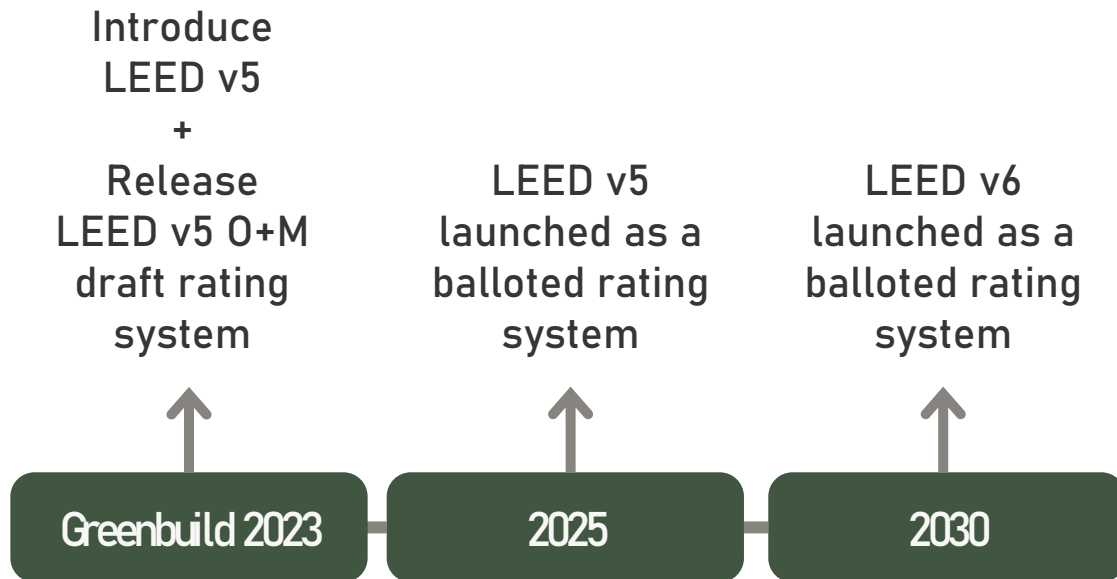 Introduce
LEED v5
+
Release
LEED v5 O+M
draft rating
system
LEED v5
launched as a
balloted rating
system
LEED v6
launched as a
balloted rating
system
Greenbuild 2023
2025
2030